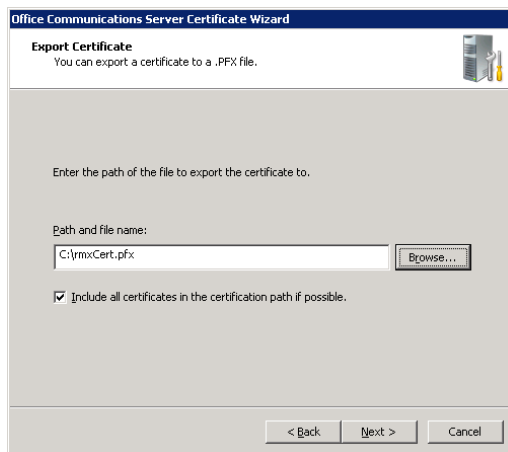 Office Communications Server Certificate Wizard
Export Certificate
You can export a certificate to a .PFX file.
Enter the path of the file to export the certificate to.
Path and file name:
C:\rmxCert.pfx
Browse...
Include all certificates in the certification path if possible.
< Back Next > Cancel